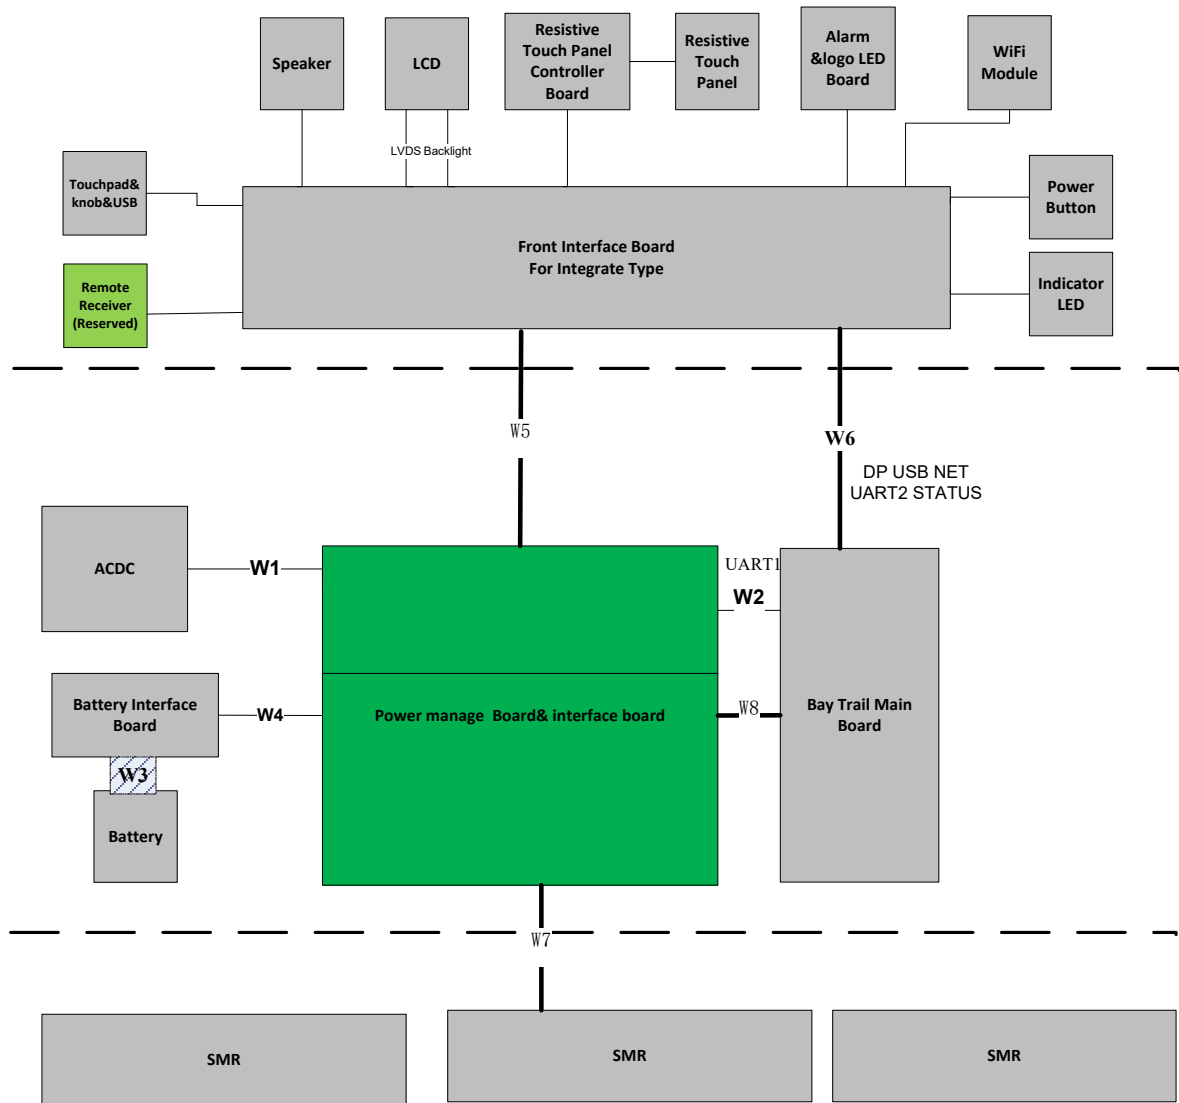 Speaker
LCD
Resistive
Touch Panel
Controller
Board
Resistive
Touch
Panel
Alarm
&logo LED
Board
WiFi
Module
LVDS Backlight
Touchpad&
knob&USB
Power
Button
Front Interface Board
For Integrate Type
Remote
Receiver
(Reserved)
Indicator
LED
W5
W6
DP USB NET
UART2 STATUS
ACDC
W1
UART1
W2
Battery Interface
Board
W4
Power manage  Board& interface board
W8
Bay Trail Main
Board
W3
Battery
W7
SMR
SMR
SMR